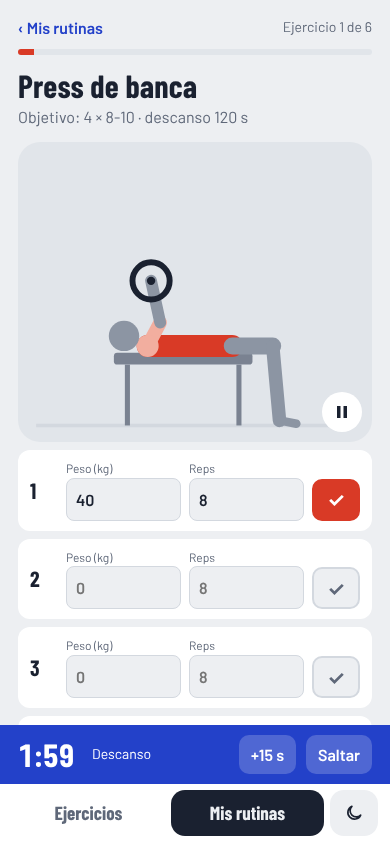 ‹ Mis rutinas
Ejercicio 1 de 6
Press de banca
Objetivo: 4 × 8-10 · descanso 120 s
1
Peso (kg)
Reps
40
8
2
Peso (kg)
Reps
0
8
3
Peso (kg)
Reps
0
8
1:59
Descanso
+15 s
Saltar
Ejercicios
Mis rutinas